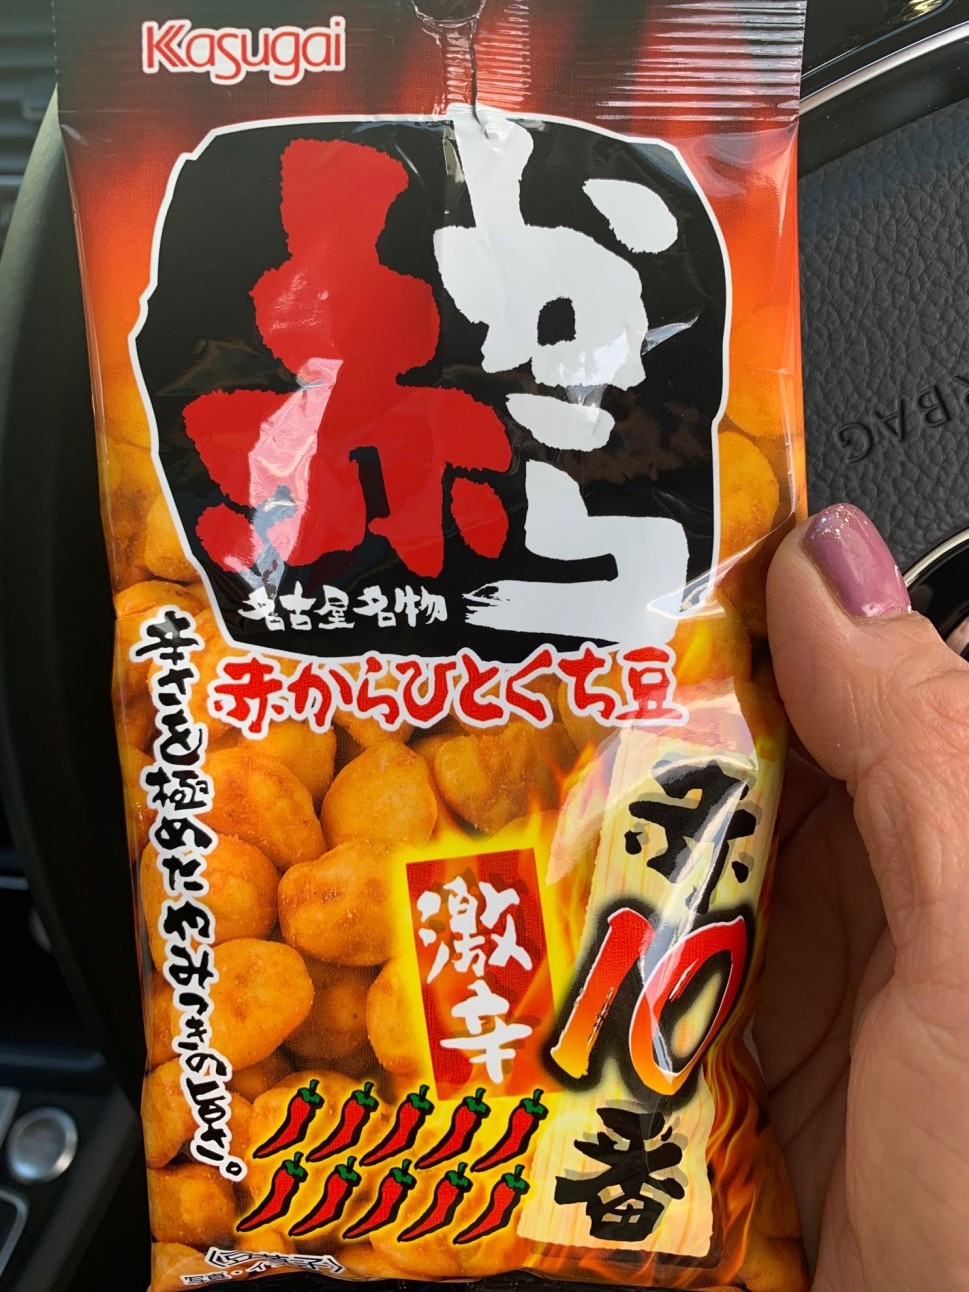 Kasugai
赤から
名古屋名物
赤からひとくち豆
辛さを極めたやみつきの旨さ。
激辛
赤10番
BAG